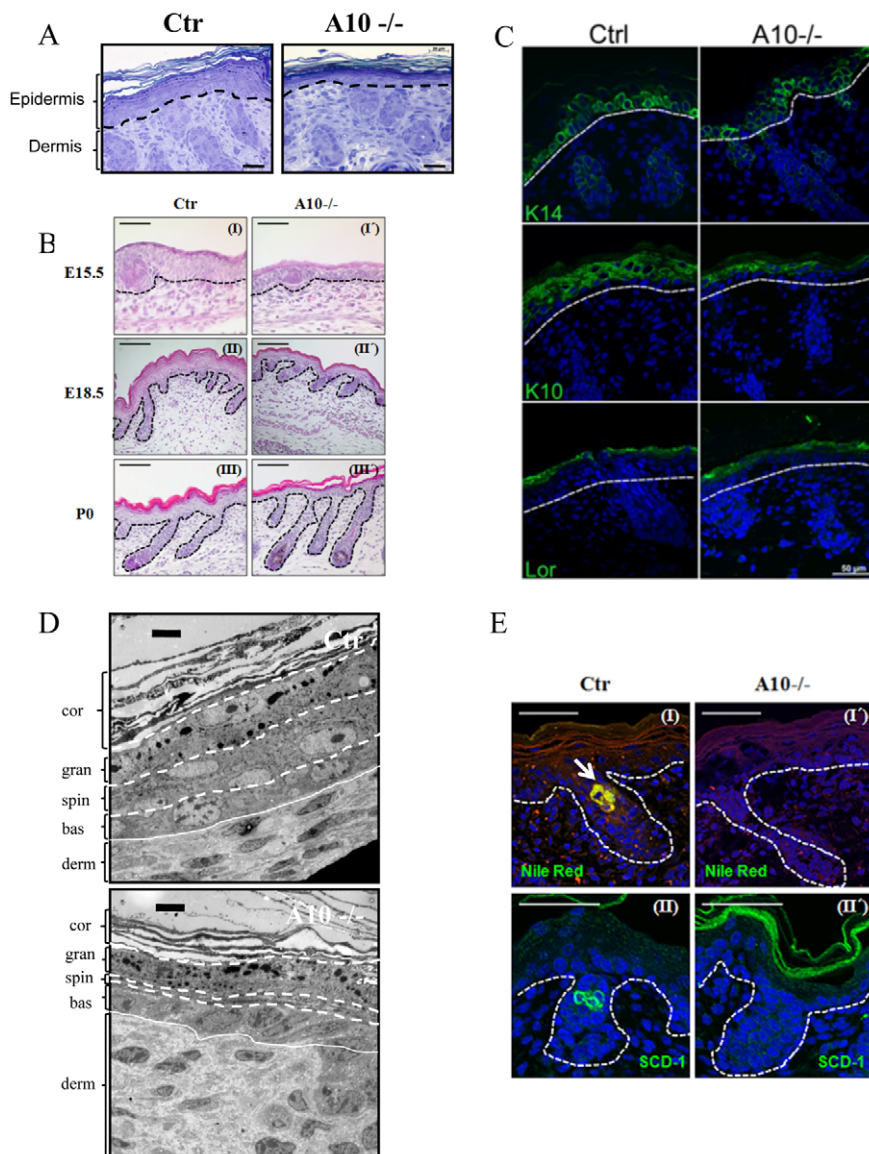 A
Ctr
A10 -/-
Epidermis
Dermis
B
Ctr
A10-/-
E15.5
(I)
(I´)
E18.5
(II)
(II´)
P0
(III)
(III´)
C
Ctrl
A10-/-
K14
K10
Lor
50 µm
D
Ctr
cor
gran
spin
bas
derm
A10 -/-
cor
gran
spin
bas
derm
E
Ctr
A10-/-
(I)
(I´)
Nile Red
Nile Red
(II)
(II´)
SCD-1
SCD-1